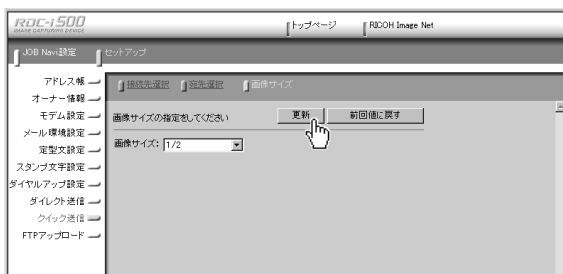 RDC-i500
IMAGE CAPTURING DEVICE
トップページ
RICOH Image Net
JOB Navi設定
セットアップ
アドレス帳
オーナー情報
モデム設定
メール環境設定
定型文設定
スタンプ文字設定
ダイヤルアップ設定
ダイレクト送信
クイック送信
FTPアップロード
接続先選択 宛先選択 画像サイズ
画像サイズの指定をしてください 更新 前回値に戻す
画像サイズ: 1/2